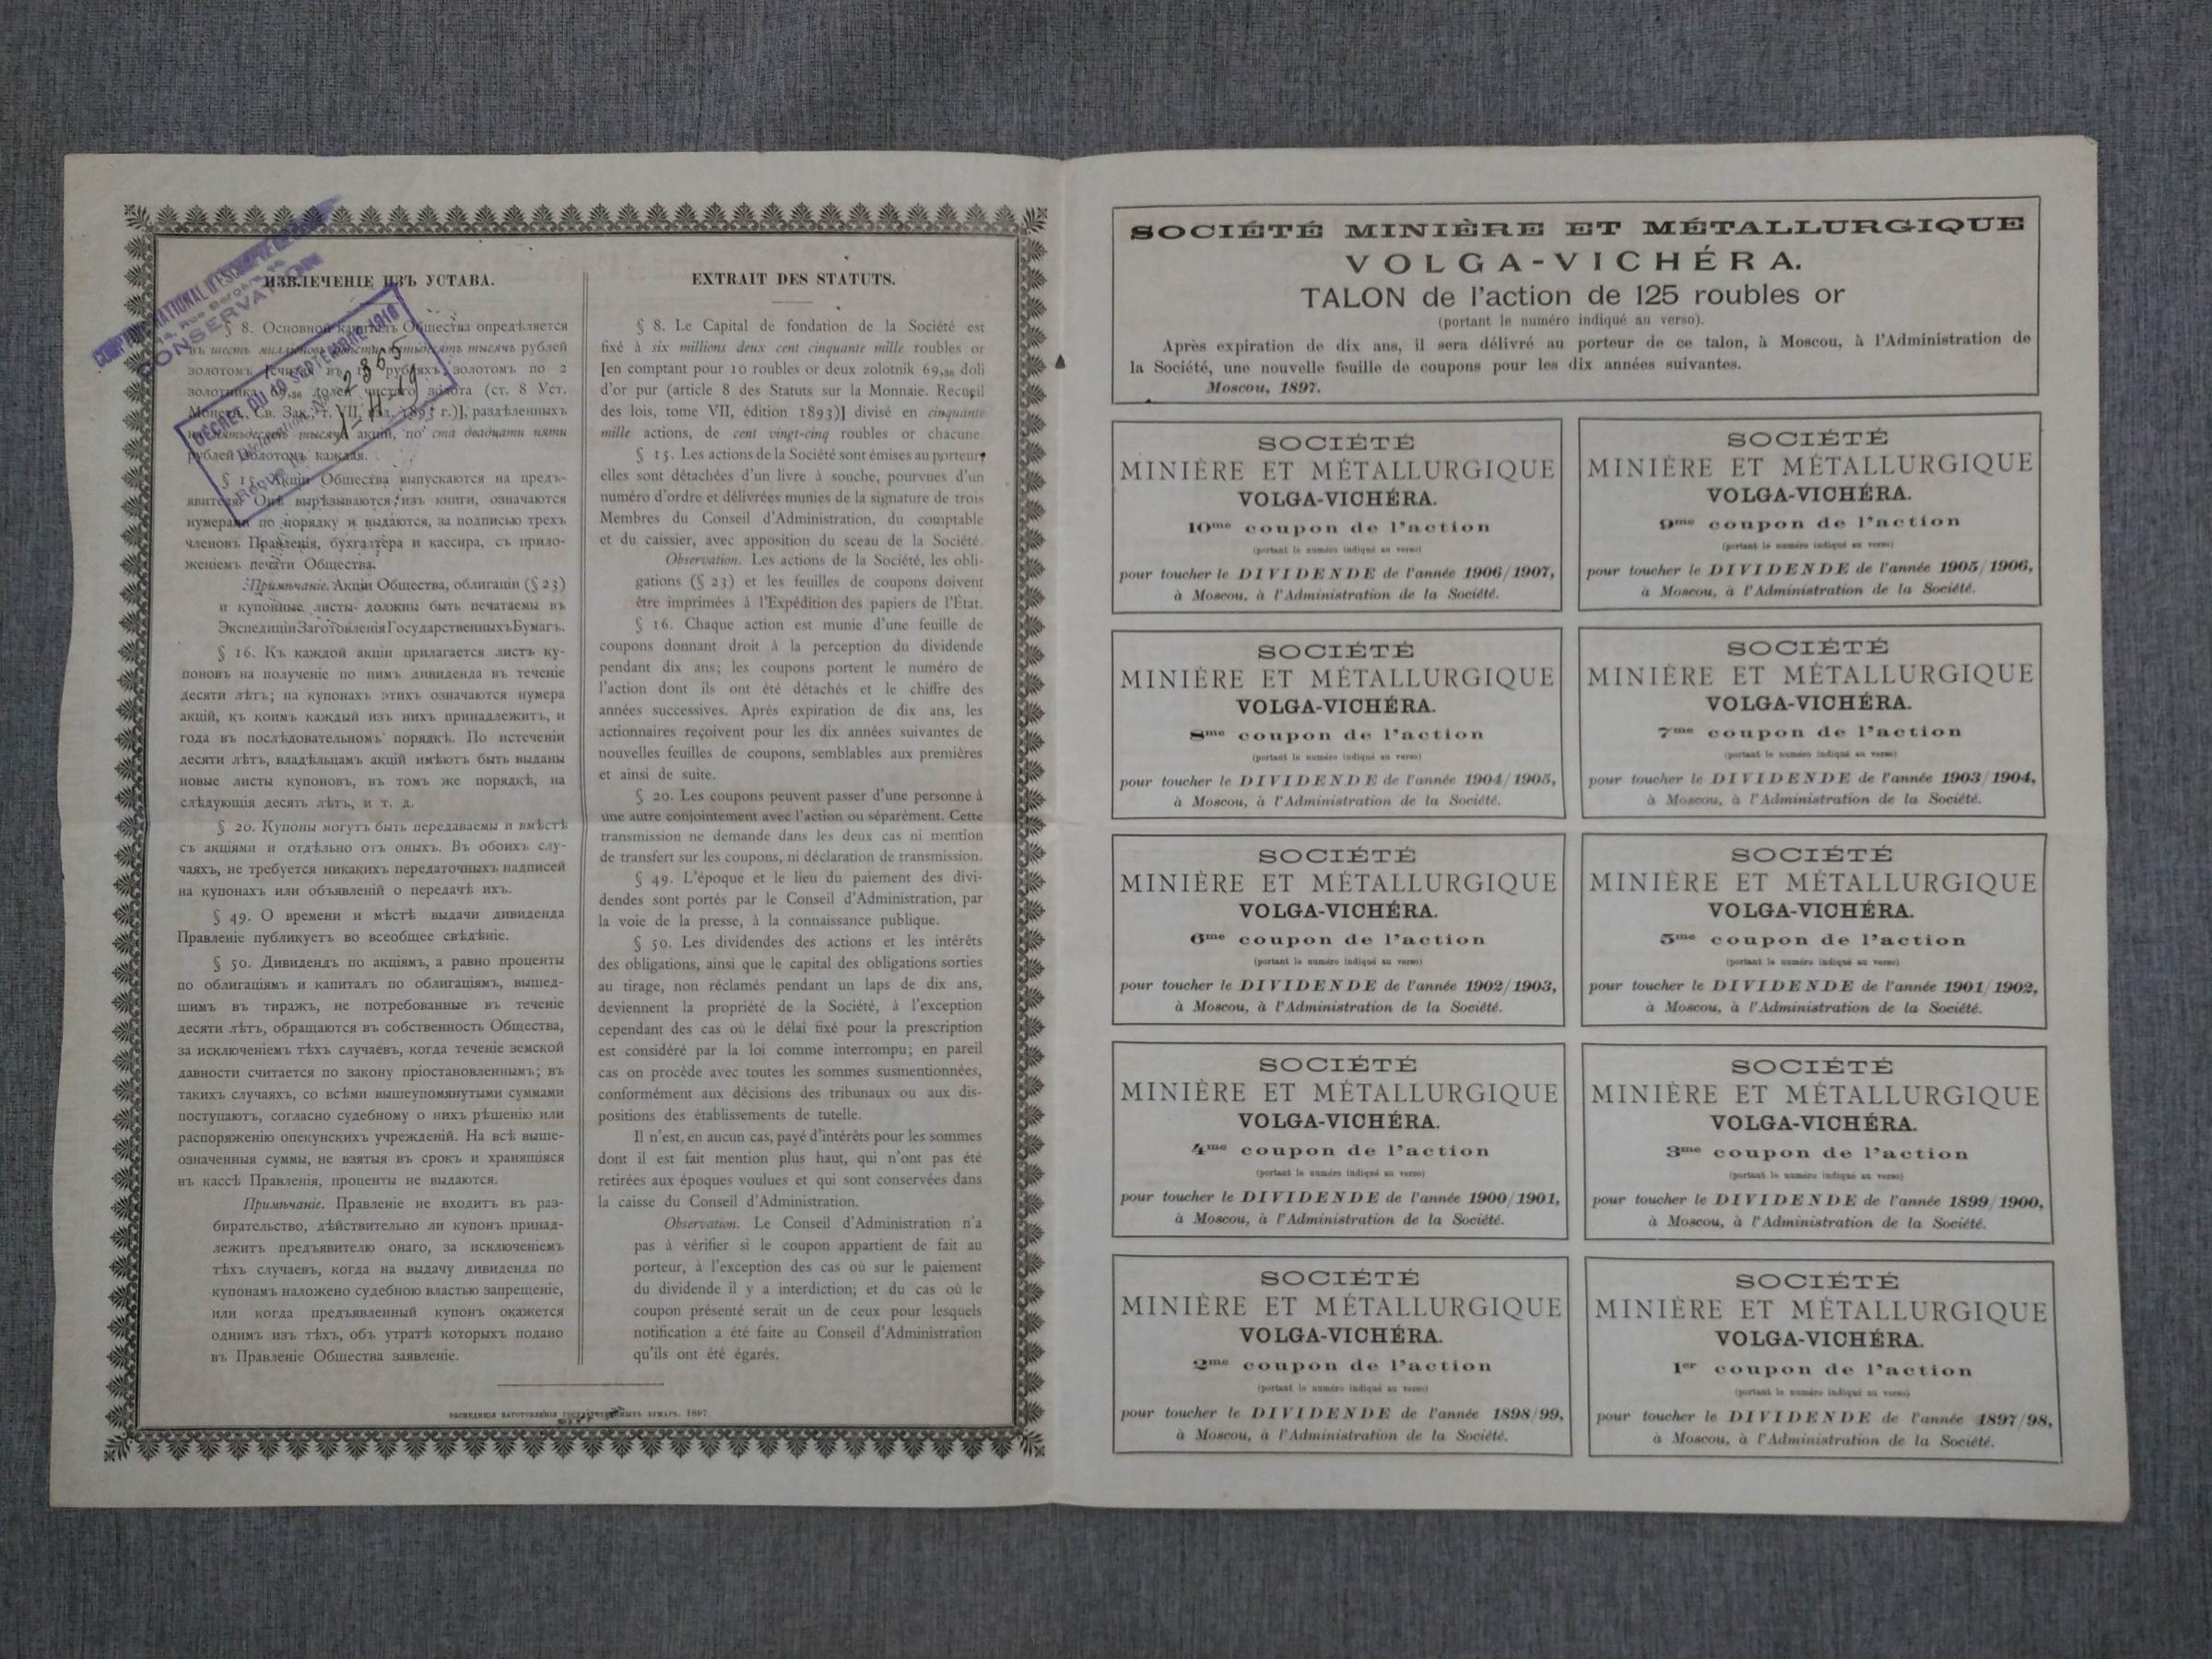 ИЗВЛЕЧЕНІЕ ИЗЪ УСТАВА.
§ 8. Основной капиталъ Общества опредѣляется
въ шесть миллионовъ двѣсти пятьдесятъ тысячъ рублей
золотомъ [считая въ 10 рубляхъ золотомъ по 2
золотника 69,36 долей чистаго золота (ст. 8 Уст.
Монетн., Св. Зак., т. VII, изд. 1893 г.)], раздѣленныхъ
на пятьдесятъ тысячъ акцій, по ста двадцати пяти
рублей золотомъ каждая.
§ 15. Акціи Общества выпускаются на предъ-
явителя. Онѣ вырѣзываются изъ книги, означаются
нумерами по порядку и выдаются, за подписью трехъ
членовъ Правленія, бухгалтера и кассира, съ прило-
женіемъ печати Общества.
Примѣчаніе. Акціи Общества, облигаціи (§ 23)
и купонные листы должны быть печатаемы въ
Экспедиціи Заготовленія Государственныхъ Бумагъ.
§ 16. Къ каждой акціи прилагается листъ ку-
поновъ на полученіе по нимъ дивиденда въ теченіе
десяти лѣтъ; на купонахъ этихъ означаются нумера
акцій, къ коимъ каждый изъ нихъ принадлежитъ, и
года въ послѣдовательномъ порядкѣ. По истеченіи
десяти лѣтъ, владѣльцамъ акцій имѣютъ быть выданы
новые листы купоновъ, въ томъ же порядкѣ, на
слѣдующія десять лѣтъ, и т. д.
§ 20. Купоны могутъ быть передаваемы и вмѣстѣ
съ акціями и отдѣльно отъ оныхъ. Въ обоихъ слу-
чаяхъ, не требуется никакихъ передаточныхъ надписей
на купонахъ или объявленій о передачѣ ихъ.
§ 49. О времени и мѣстѣ выдачи дивиденда
Правленіе публикуетъ во всеобщее свѣдѣніе.
§ 50. Дивидендъ по акціямъ, а равно проценты
по облигаціямъ и капиталъ по облигаціямъ, вышед-
шимъ въ тиражъ, не потребованные въ теченіе
десяти лѣтъ, обращаются въ собственность Общества,
за исключеніемъ тѣхъ случаевъ, когда теченіе земской
давности считается по закону пріостановленнымъ; въ
такихъ случаяхъ, со всѣми вышеупомянутыми суммами
поступаютъ, согласно судебному о нихъ рѣшенію или
распоряженію опекунскихъ учрежденій. На всѣ выше-
означенныя суммы, не взятыя въ срокъ и хранящіяся
въ кассѣ Правленія, проценты не выдаются.
Примѣчаніе. Правленіе не входитъ въ раз-
бирательство, дѣйствительно ли купонъ принад-
лежитъ предъявителю онаго, за исключеніемъ
тѣхъ случаевъ, когда на выдачу дивиденда по
купонамъ наложено судебною властью запрещеніе,
или когда предъявленный купонъ окажется
однимъ изъ тѣхъ, объ утратѣ которыхъ подано
въ Правленіе Общества заявленіе.
EXTRAIT DES STATUTS.
§ 8. Le Capital de fondation de la Société est
fixé à six millions deux cent cinquante mille roubles or
[en comptant pour 10 roubles or deux zolotnik 69,36 doli
d'or pur (article 8 des Statuts sur la Monnaie. Recueil
des lois, tome VII, édition 1893)] divisé en cinquante
mille actions, de cent vingt-cinq roubles or chacune.
§ 15. Les actions de la Société sont émises au porteur;
elles sont détachées d'un livre à souche, pourvues d'un
numéro d'ordre et délivrées munies de la signature de trois
Membres du Conseil d'Administration, du comptable
et du caissier, avec apposition du sceau de la Société.
Observation. Les actions de la Société, les obli-
gations (§ 23) et les feuilles de coupons doivent
être imprimées à l'Expédition des papiers de l'Etat.
§ 16. Chaque action est munie d'une feuille de
coupons donnant droit à la perception du dividende
pendant dix ans; les coupons portent le numéro de
l'action dont ils ont été détachés et le chiffre des
années successives. Après expiration de dix ans, les
actionnaires reçoivent pour les dix années suivantes de
nouvelles feuilles de coupons, semblables aux premières
et ainsi de suite.
§ 20. Les coupons peuvent passer d'une personne à
une autre conjointement avec l'action ou séparément. Cette
transmission ne demande dans les deux cas ni mention
de transfert sur les coupons, ni déclaration de transmission.
§ 49. L'époque et le lieu du paiement des divi-
dendes sont portés par le Conseil d'Administration, par
la voie de la presse, à la connaissance publique.
§ 50. Les dividendes des actions et les intérêts
des obligations, ainsi que le capital des obligations sorties
au tirage, non réclamés pendant un laps de dix ans,
deviennent la propriété de la Société, à l'exception
cependant des cas où le délai fixé pour la prescription
est considéré par la loi comme interrompu; en pareil
cas on procède avec toutes les sommes susmentionnées,
conformément aux décisions des tribunaux ou aux dis-
positions des établissements de tutelle.
Il n'est, en aucun cas, payé d'intérêts pour les sommes
dont il est fait mention plus haut, qui n'ont pas été
retirées aux époques voulues et qui sont conservées dans
la caisse du Conseil d'Administration.
Observation. Le Conseil d'Administration n'a
pas à vérifier si le coupon appartient de fait au
porteur, à l'exception des cas où sur le paiement
du dividende il y a interdiction; et du cas où le
coupon présenté serait un de ceux pour lesquels
notification a été faite au Conseil d'Administration
qu'ils ont été égarés.
ЭКСПЕДИЦІЯ ЗАГОТОВЛЕНІЯ ГОСУДАРСТВЕННЫХЪ БУМАГЪ. 1897
NATIONAL D'ESCOMPTE
14, Rue Bergère, 14
CONSERVATION
DÉCRET DU 10 SEPTEMBRE 1918
Déclaration No 2365
SOCIÉTÉ MINIÈRE ET MÉTALLURGIQUE
VOLGA-VICHÉRA.
TALON de l'action de 125 roubles or
(portant le numéro indiqué au verso).
Après expiration de dix ans, il sera délivré au porteur de ce talon, à Moscou, à l'Administration de
la Société, une nouvelle feuille de coupons pour les dix années suivantes.
Moscou, 1897.
SOCIÉTÉ
MINIÈRE ET MÉTALLURGIQUE
VOLGA-VICHÉRA.
10me coupon de l'action
(portant le numéro indiqué au verso)
pour toucher le DIVIDENDE de l'année 1906/1907,
à Moscou, à l'Administration de la Société.
SOCIÉTÉ
MINIÈRE ET MÉTALLURGIQUE
VOLGA-VICHÉRA.
9me coupon de l'action
(portant le numéro indiqué au verso)
pour toucher le DIVIDENDE de l'année 1905/1906,
à Moscou, à l'Administration de la Société.
SOCIÉTÉ
MINIÈRE ET MÉTALLURGIQUE
VOLGA-VICHÉRA.
8me coupon de l'action
(portant le numéro indiqué au verso)
pour toucher le DIVIDENDE de l'année 1904/1905,
à Moscou, à l'Administration de la Société.
SOCIÉTÉ
MINIÈRE ET MÉTALLURGIQUE
VOLGA-VICHÉRA.
7me coupon de l'action
(portant le numéro indiqué au verso)
pour toucher le DIVIDENDE de l'année 1903/1904,
à Moscou, à l'Administration de la Société.
SOCIÉTÉ
MINIÈRE ET MÉTALLURGIQUE
VOLGA-VICHÉRA.
6me coupon de l'action
(portant le numéro indiqué au verso)
pour toucher le DIVIDENDE de l'année 1902/1903,
à Moscou, à l'Administration de la Société.
SOCIÉTÉ
MINIÈRE ET MÉTALLURGIQUE
VOLGA-VICHÉRA.
5me coupon de l'action
(portant le numéro indiqué au verso)
pour toucher le DIVIDENDE de l'année 1901/1902,
à Moscou, à l'Administration de la Société.
SOCIÉTÉ
MINIÈRE ET MÉTALLURGIQUE
VOLGA-VICHÉRA.
4me coupon de l'action
(portant le numéro indiqué au verso)
pour toucher le DIVIDENDE de l'année 1900/1901,
à Moscou, à l'Administration de la Société.
SOCIÉTÉ
MINIÈRE ET MÉTALLURGIQUE
VOLGA-VICHÉRA.
3me coupon de l'action
(portant le numéro indiqué au verso)
pour toucher le DIVIDENDE de l'année 1899/1900,
à Moscou, à l'Administration de la Société.
SOCIÉTÉ
MINIÈRE ET MÉTALLURGIQUE
VOLGA-VICHÉRA.
2me coupon de l'action
(portant le numéro indiqué au verso)
pour toucher le DIVIDENDE de l'année 1898/99,
à Moscou, à l'Administration de la Société.
SOCIÉTÉ
MINIÈRE ET MÉTALLURGIQUE
VOLGA-VICHÉRA.
1er coupon de l'action
(portant le numéro indiqué au verso)
pour toucher le DIVIDENDE de l'année 1897/98,
à Moscou, à l'Administration de la Société.